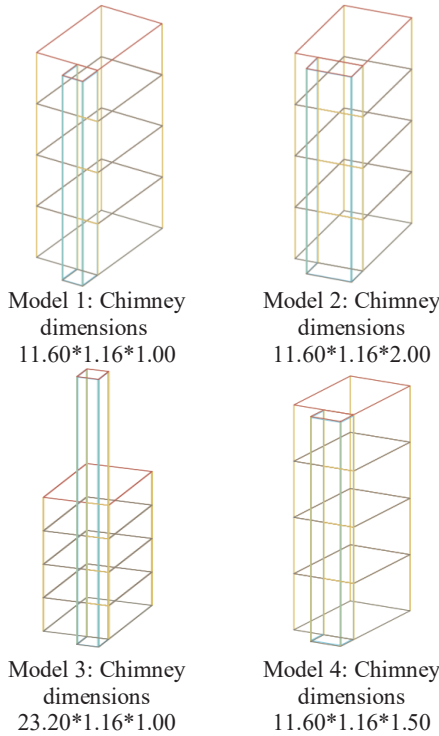 Model 1: Chimney
dimensions
11.60*1.16*1.00
Model 2: Chimney
dimensions
11.60*1.16*2.00
Model 3: Chimney
dimensions
23.20*1.16*1.00
Model 4: Chimney
dimensions
11.60*1.16*1.50